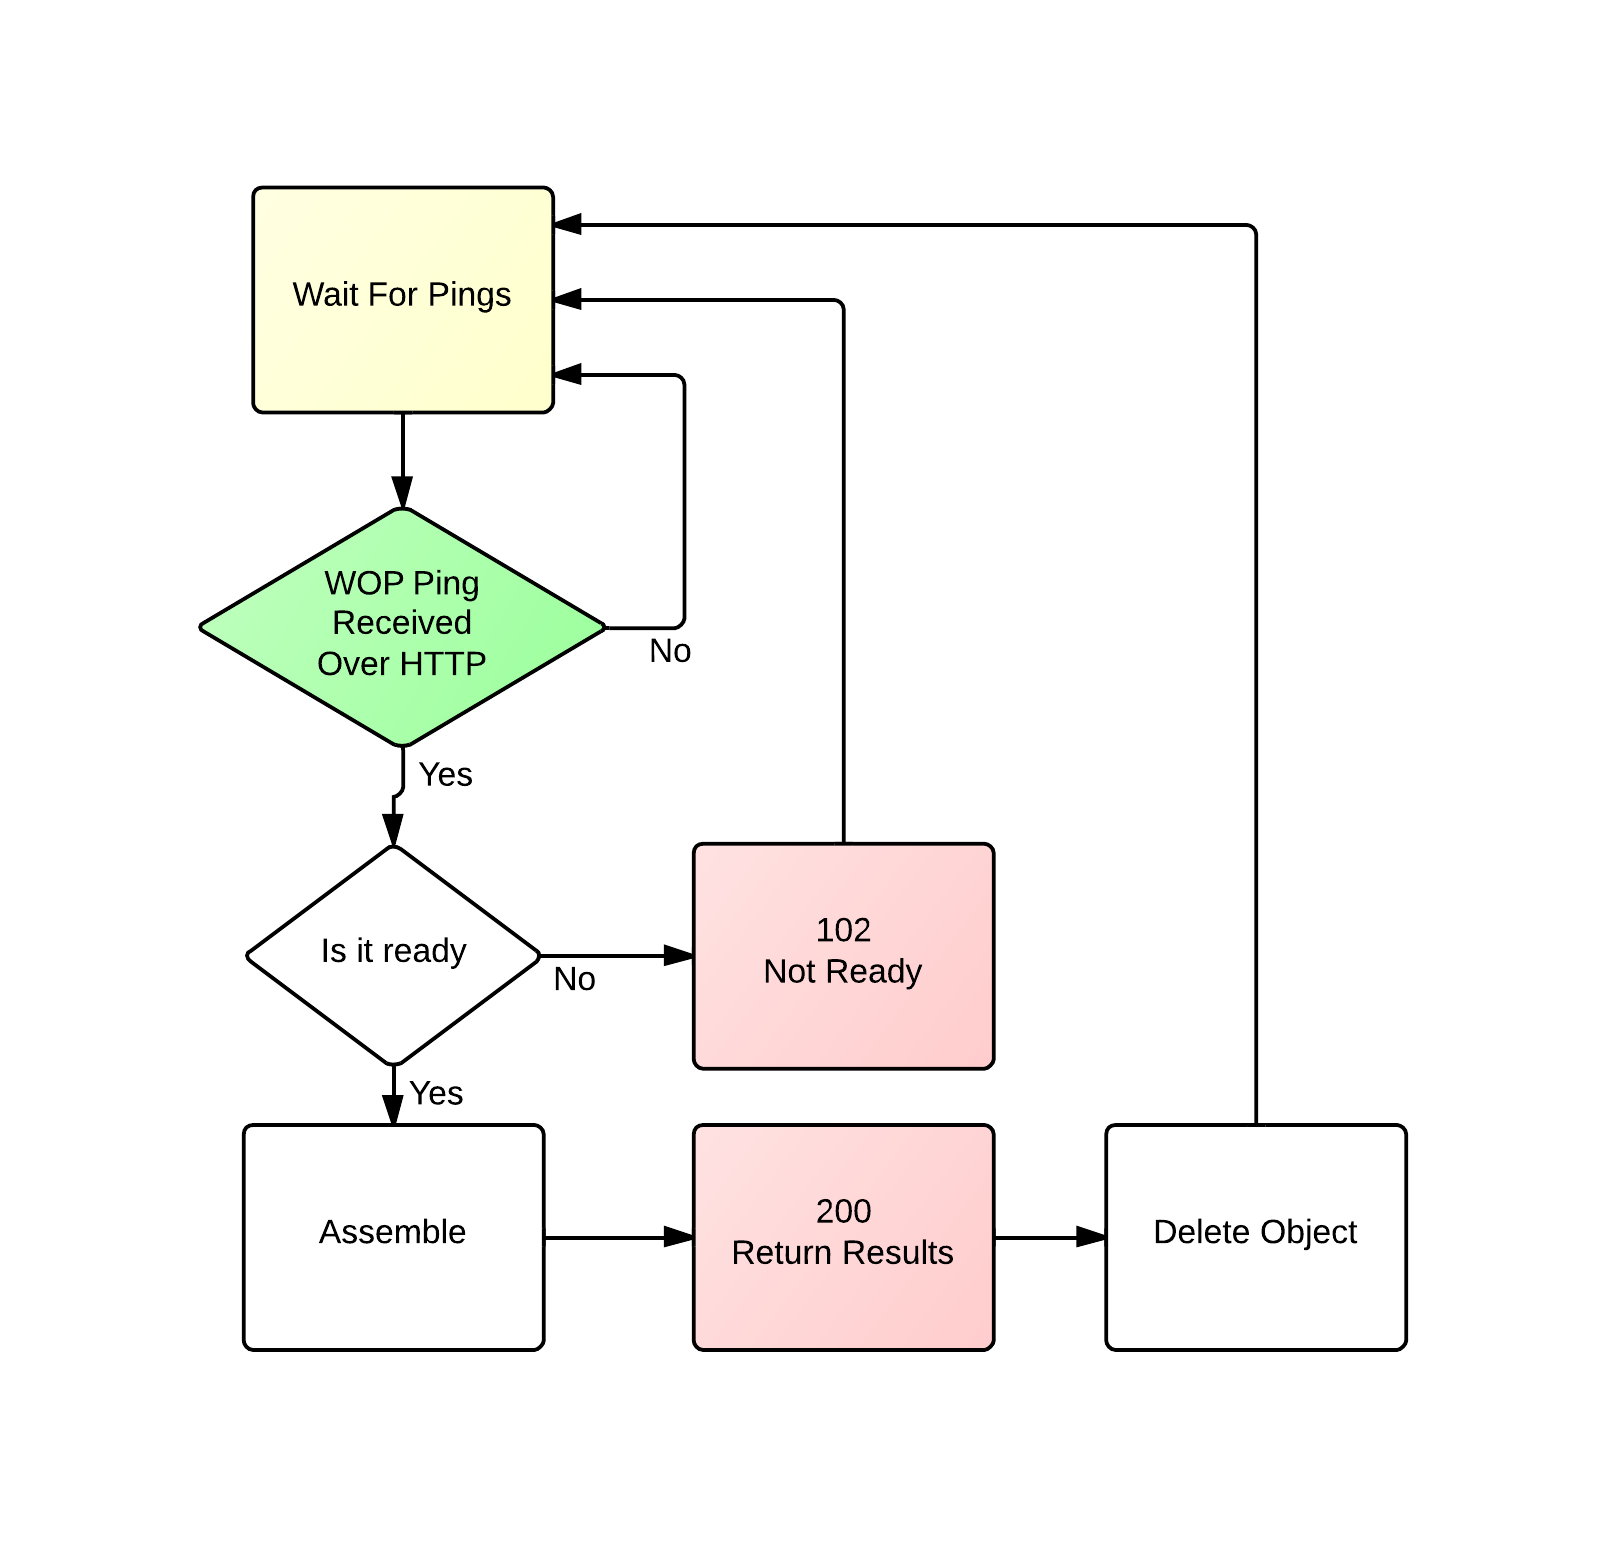 Wait For Pings
WOP Ping
Received
Over HTTP
No
Yes
Is it ready
No
102
Not Ready
Yes
Assemble
200
Return Results
Delete Object